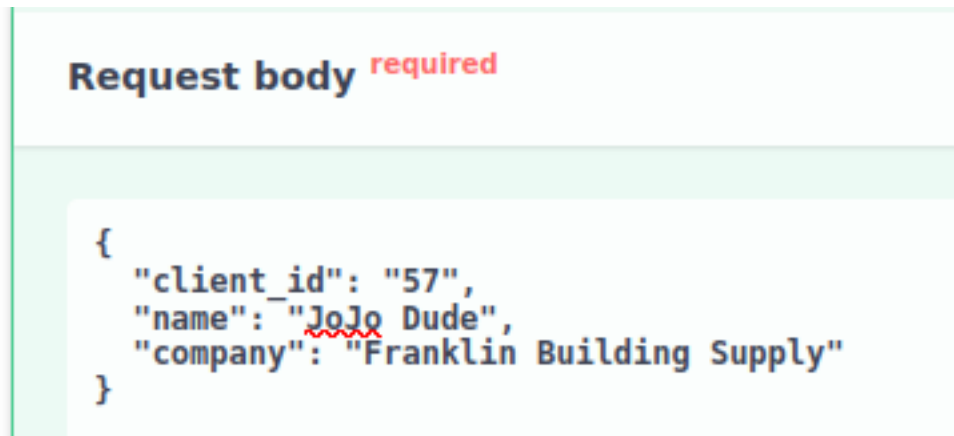 Request body required
{
"client_id": "57",
"name": "JoJo Dude",
"company": "Franklin Building Supply"
}